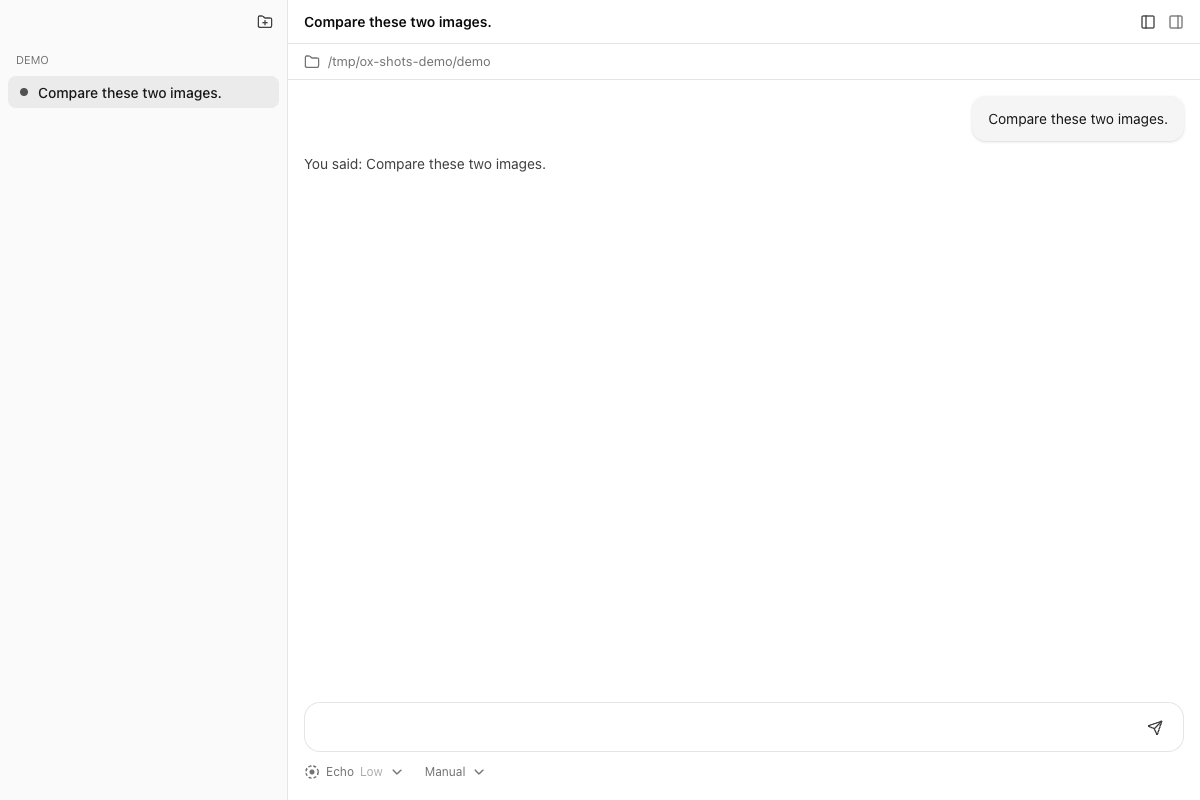 Compare these two images.
/tmp/ox-shots-demo/demo
DEMO
Compare these two images.
Compare these two images.
You said: Compare these two images.
Echo Low
Manual